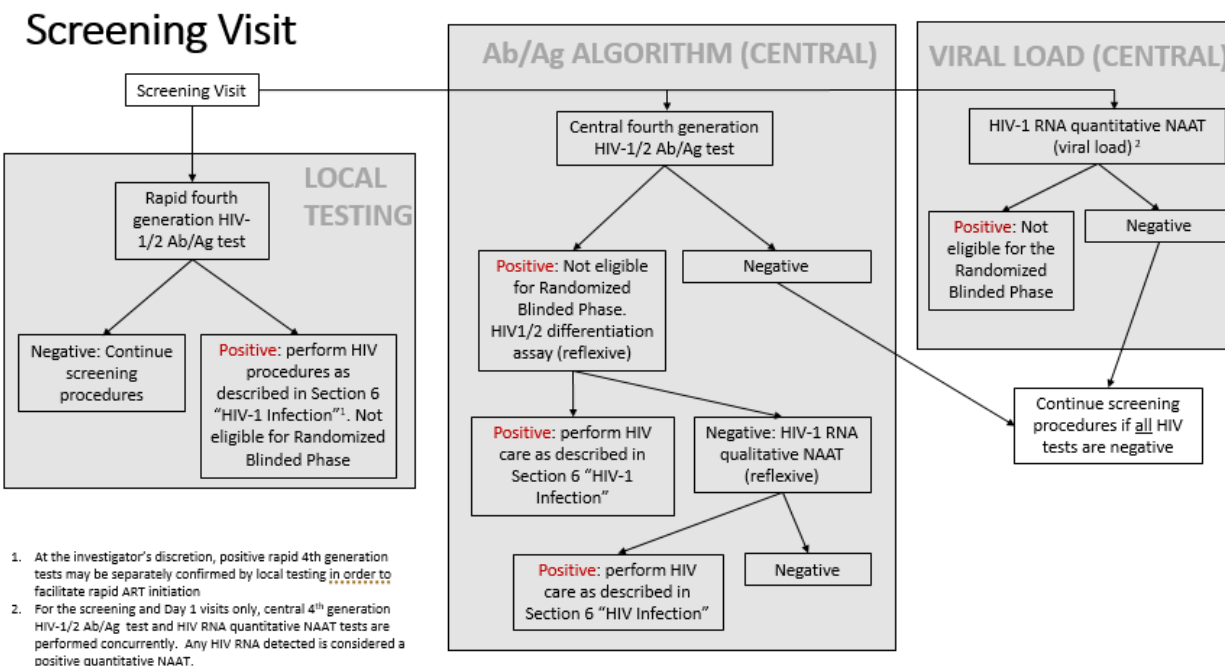 Screening Visit
Screening Visit
LOCAL
TESTING
Rapid fourth
generation HIV-
1/2 Ab/Ag test
Negative: Continue
screening
procedures
Positive: perform HIV
procedures as
described in Section 6
“HIV-1 Infection”¹. Not
eligible for Randomized
Blinded Phase
Ab/Ag ALGORITHM (CENTRAL)
Central fourth generation
HIV-1/2 Ab/Ag test
Positive: Not eligible
for Randomized
Blinded Phase.
HIV1/2 differentiation
assay (reflexive)
Negative
Positive: perform HIV
care as described in
Section 6 “HIV-1
Infection”
Negative: HIV-1 RNA
qualitative NAAT
(reflexive)
Positive: perform HIV
care as described in
Section 6 “HIV Infection”
Negative
VIRAL LOAD (CENTRAL)
HIV-1 RNA quantitative NAAT
(viral load) ²
Positive: Not
eligible for the
Randomized
Blinded Phase
Negative
Continue screening
procedures if all HIV
tests are negative
1. At the investigator’s discretion, positive rapid 4th generation
tests may be separately confirmed by local testing in order to
facilitate rapid ART initiation
2. For the screening and Day 1 visits only, central 4th generation
HIV-1/2 Ab/Ag test and HIV RNA quantitative NAAT tests are
performed concurrently. Any HIV RNA detected is considered a
positive quantitative NAAT.